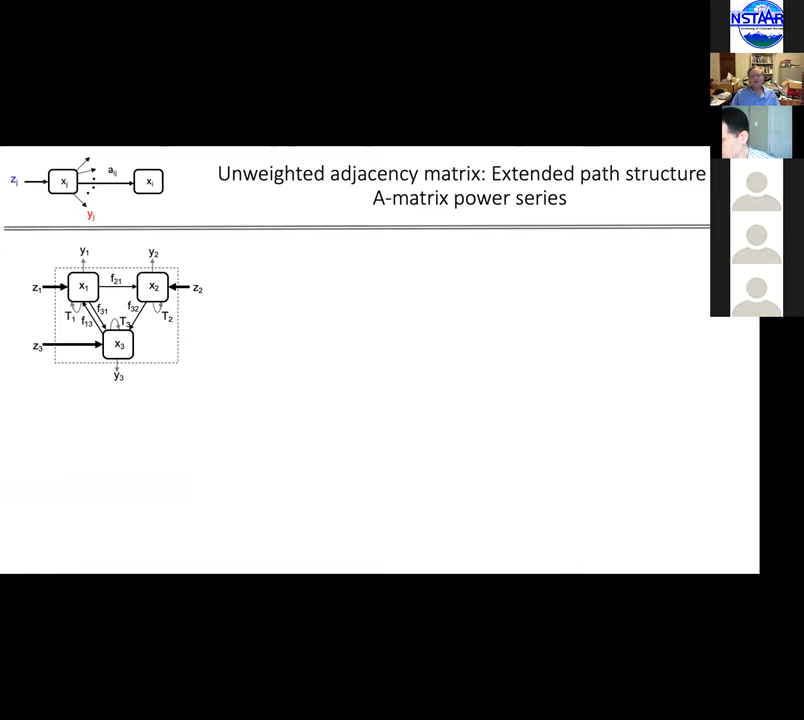 NSTAAR
Unweighted adjacency matrix: Extended path structure
A-matrix power series
zj xj aij xi
yj
y1 y2
z1 x1 f21 x2 z2
T1 f13 f31 f32 T2
T3
z3 x3
y3